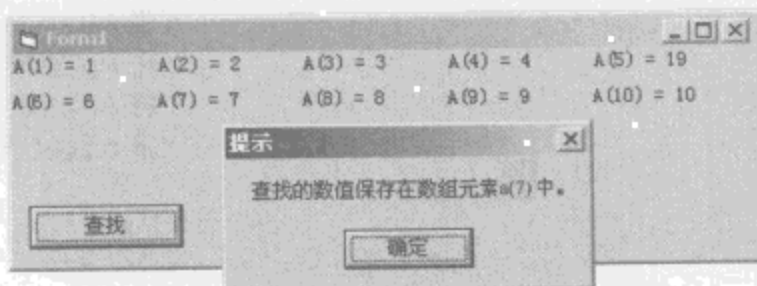 Form1
A(1) = 1 A(2) = 2 A(3) = 3 A(4) = 4 A(5) = 19
A(6) = 6 A(7) = 7 A(8) = 8 A(9) = 9 A(10) = 10
提示
查找的数值保存在数组元素a(7)中。
查找
确定